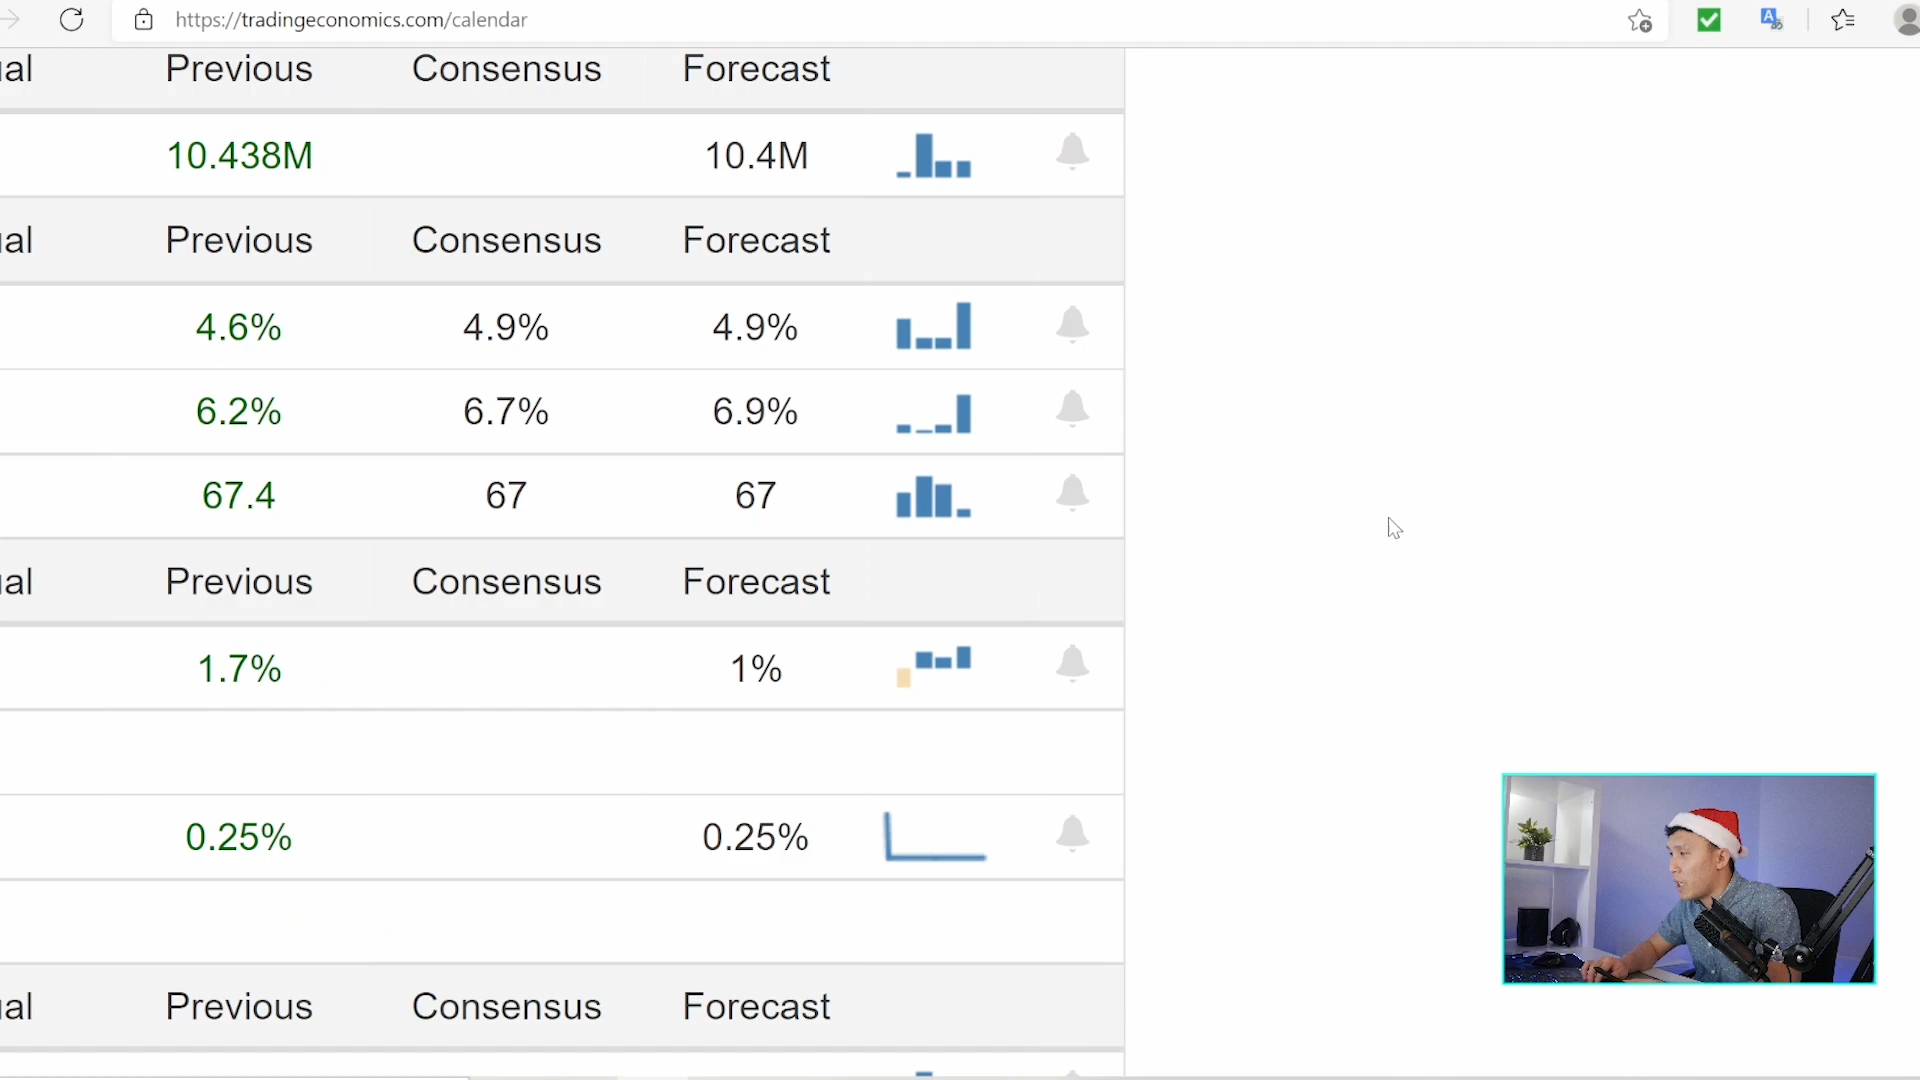 https://tradingeconomics.com/calendar
al Previous Consensus Forecast
10.438M 10.4M
al Previous Consensus Forecast
4.6% 4.9% 4.9%
6.2% 6.7% 6.9%
67.4 67 67
al Previous Consensus Forecast
1.7% 1%
0.25% 0.25%
al Previous Consensus Forecast